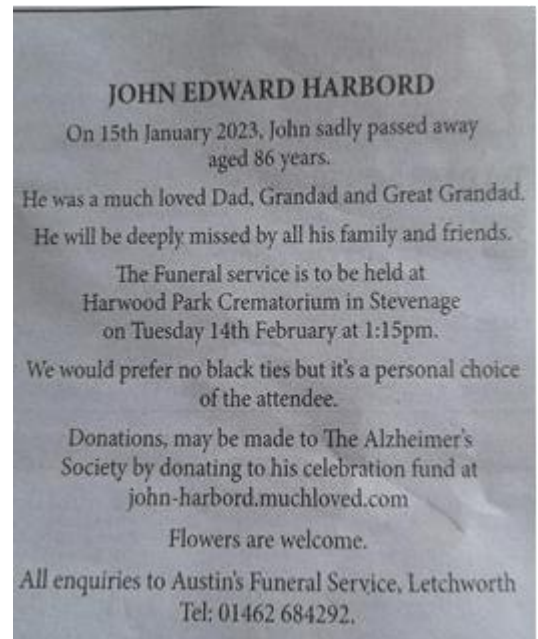 JOHN EDWARD HARBORD
On 15th January 2023, John sadly passed away
aged 86 years.
He was a much loved Dad, Grandad and Great Grandad.
He will be deeply missed by all his family and friends.
The Funeral service is to be held at
Harwood Park Crematorium in Stevenage
on Tuesday 14th February at 1:15pm.
We would prefer no black ties but it's a personal choice
of the attendee.
Donations, may be made to The Alzheimer's
Society by donating to his celebration fund at
john-harbord.muchloved.com
Flowers are welcome.
All enquiries to Austin's Funeral Service, Letchworth
Tel: 01462 684292.